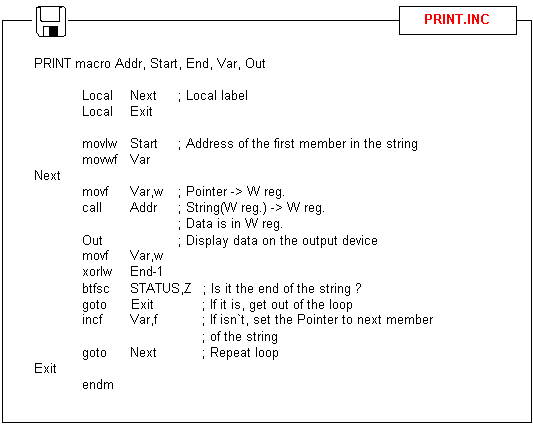 PRINT.INC
PRINT macro Addr, Start, End, Var, Out
Local Next ; Local label
Local Exit
movlw Start ; Address of the first member in the string
movwf Var
Next
movf Var,w ; Pointer -> W reg.
call Addr ; String(W reg.) -> W reg.
; Data is in W reg.
Out ; Display data on the output device
movf Var,w
xorlw End-1
btfsc STATUS,Z ; Is it the end of the string ?
goto Exit ; If it is, get out of the loop
incf Var,f ; If isn`t, set the Pointer to next member
; of the string
goto Next ; Repeat loop
Exit
endm